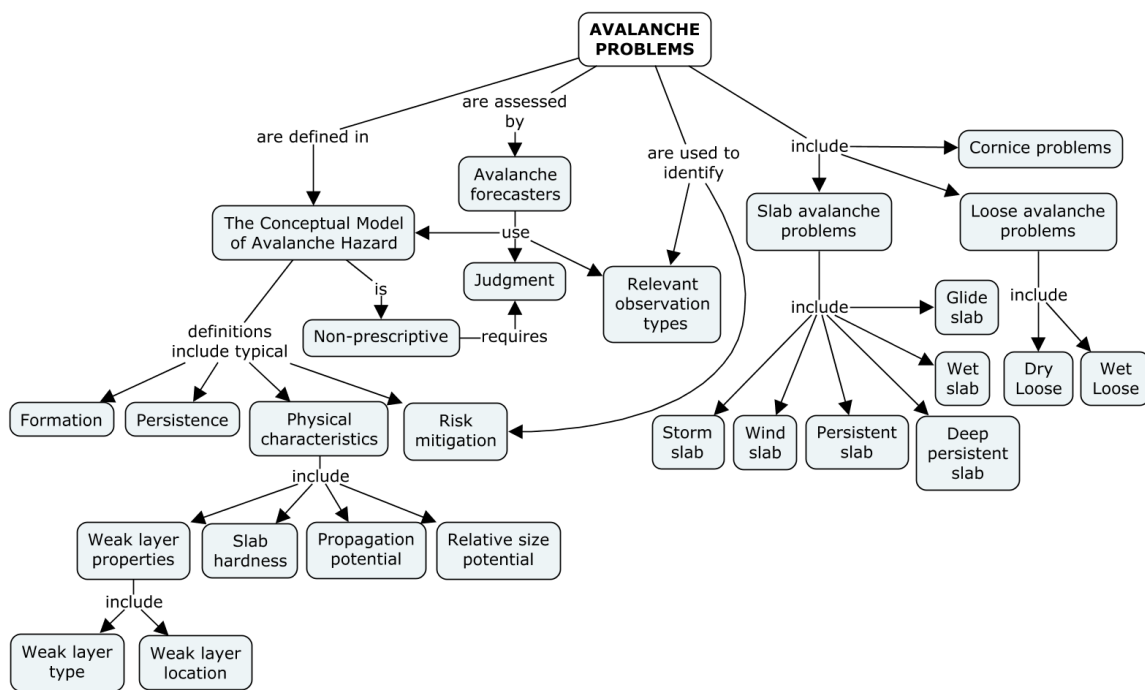 AVALANCHE
PROBLEMS
are assessed
by
are defined in
include
Cornice problems
are used to
identify
Avalanche
forecasters
Slab avalanche
problems
Loose avalanche
problems
The Conceptual Model
of Avalanche Hazard
use
Judgment
Relevant
observation
types
is
Non-prescriptive
requires
include
Glide
slab
include
definitions
include typical
Wet
slab
Dry
Loose
Wet
Loose
Formation
Persistence
Physical
characteristics
Risk
mitigation
Storm
slab
Wind
slab
Persistent
slab
Deep
persistent
slab
include
Weak layer
properties
Slab
hardness
Propagation
potential
Relative size
potential
include
Weak layer
type
Weak layer
location